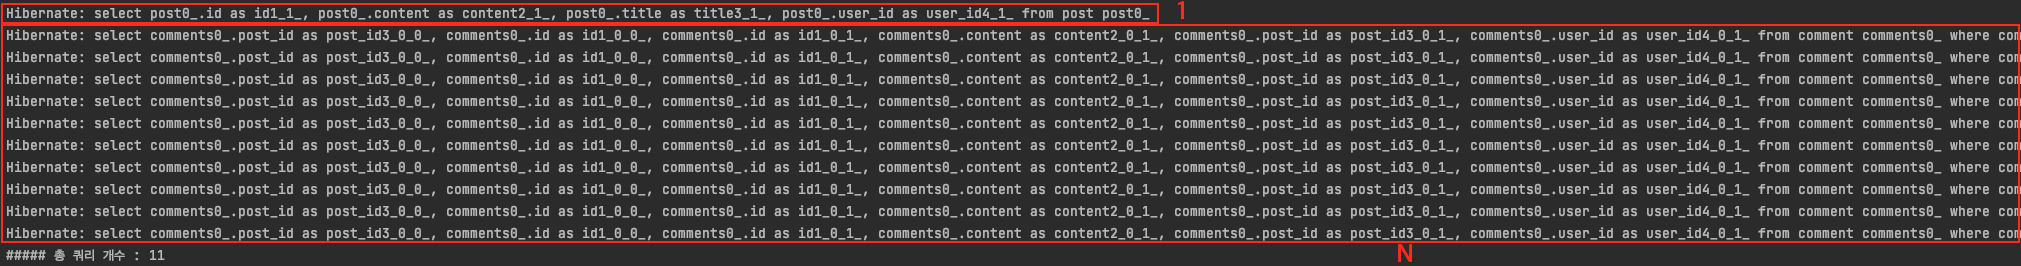 Hibernate: select post0_.id as id1_1_, post0_.content as content2_1_, post0_.title as title3_1_, post0_.user_id as user_id4_1_ from post post0_ 1
Hibernate: select comments0_.post_id as post_id3_0_0_, comments0_.id as id1_0_0_, comments0_.id as id1_0_1_, comments0_.content as content2_0_1_, comments0_.post_id as post_id3_0_1_, comments0_.user_id as user_id4_0_1_ from comment comments0_ where com
Hibernate: select comments0_.post_id as post_id3_0_0_, comments0_.id as id1_0_0_, comments0_.id as id1_0_1_, comments0_.content as content2_0_1_, comments0_.post_id as post_id3_0_1_, comments0_.user_id as user_id4_0_1_ from comment comments0_ where com
Hibernate: select comments0_.post_id as post_id3_0_0_, comments0_.id as id1_0_0_, comments0_.id as id1_0_1_, comments0_.content as content2_0_1_, comments0_.post_id as post_id3_0_1_, comments0_.user_id as user_id4_0_1_ from comment comments0_ where com
Hibernate: select comments0_.post_id as post_id3_0_0_, comments0_.id as id1_0_0_, comments0_.id as id1_0_1_, comments0_.content as content2_0_1_, comments0_.post_id as post_id3_0_1_, comments0_.user_id as user_id4_0_1_ from comment comments0_ where com
Hibernate: select comments0_.post_id as post_id3_0_0_, comments0_.id as id1_0_0_, comments0_.id as id1_0_1_, comments0_.content as content2_0_1_, comments0_.post_id as post_id3_0_1_, comments0_.user_id as user_id4_0_1_ from comment comments0_ where com
Hibernate: select comments0_.post_id as post_id3_0_0_, comments0_.id as id1_0_0_, comments0_.id as id1_0_1_, comments0_.content as content2_0_1_, comments0_.post_id as post_id3_0_1_, comments0_.user_id as user_id4_0_1_ from comment comments0_ where com
Hibernate: select comments0_.post_id as post_id3_0_0_, comments0_.id as id1_0_0_, comments0_.id as id1_0_1_, comments0_.content as content2_0_1_, comments0_.post_id as post_id3_0_1_, comments0_.user_id as user_id4_0_1_ from comment comments0_ where com
Hibernate: select comments0_.post_id as post_id3_0_0_, comments0_.id as id1_0_0_, comments0_.id as id1_0_1_, comments0_.content as content2_0_1_, comments0_.post_id as post_id3_0_1_, comments0_.user_id as user_id4_0_1_ from comment comments0_ where com
Hibernate: select comments0_.post_id as post_id3_0_0_, comments0_.id as id1_0_0_, comments0_.id as id1_0_1_, comments0_.content as content2_0_1_, comments0_.post_id as post_id3_0_1_, comments0_.user_id as user_id4_0_1_ from comment comments0_ where com
Hibernate: select comments0_.post_id as post_id3_0_0_, comments0_.id as id1_0_0_, comments0_.id as id1_0_1_, comments0_.content as content2_0_1_, comments0_.post_id as post_id3_0_1_, comments0_.user_id as user_id4_0_1_ from comment comments0_ where com
N
##### 총 쿼리 개수 : 11